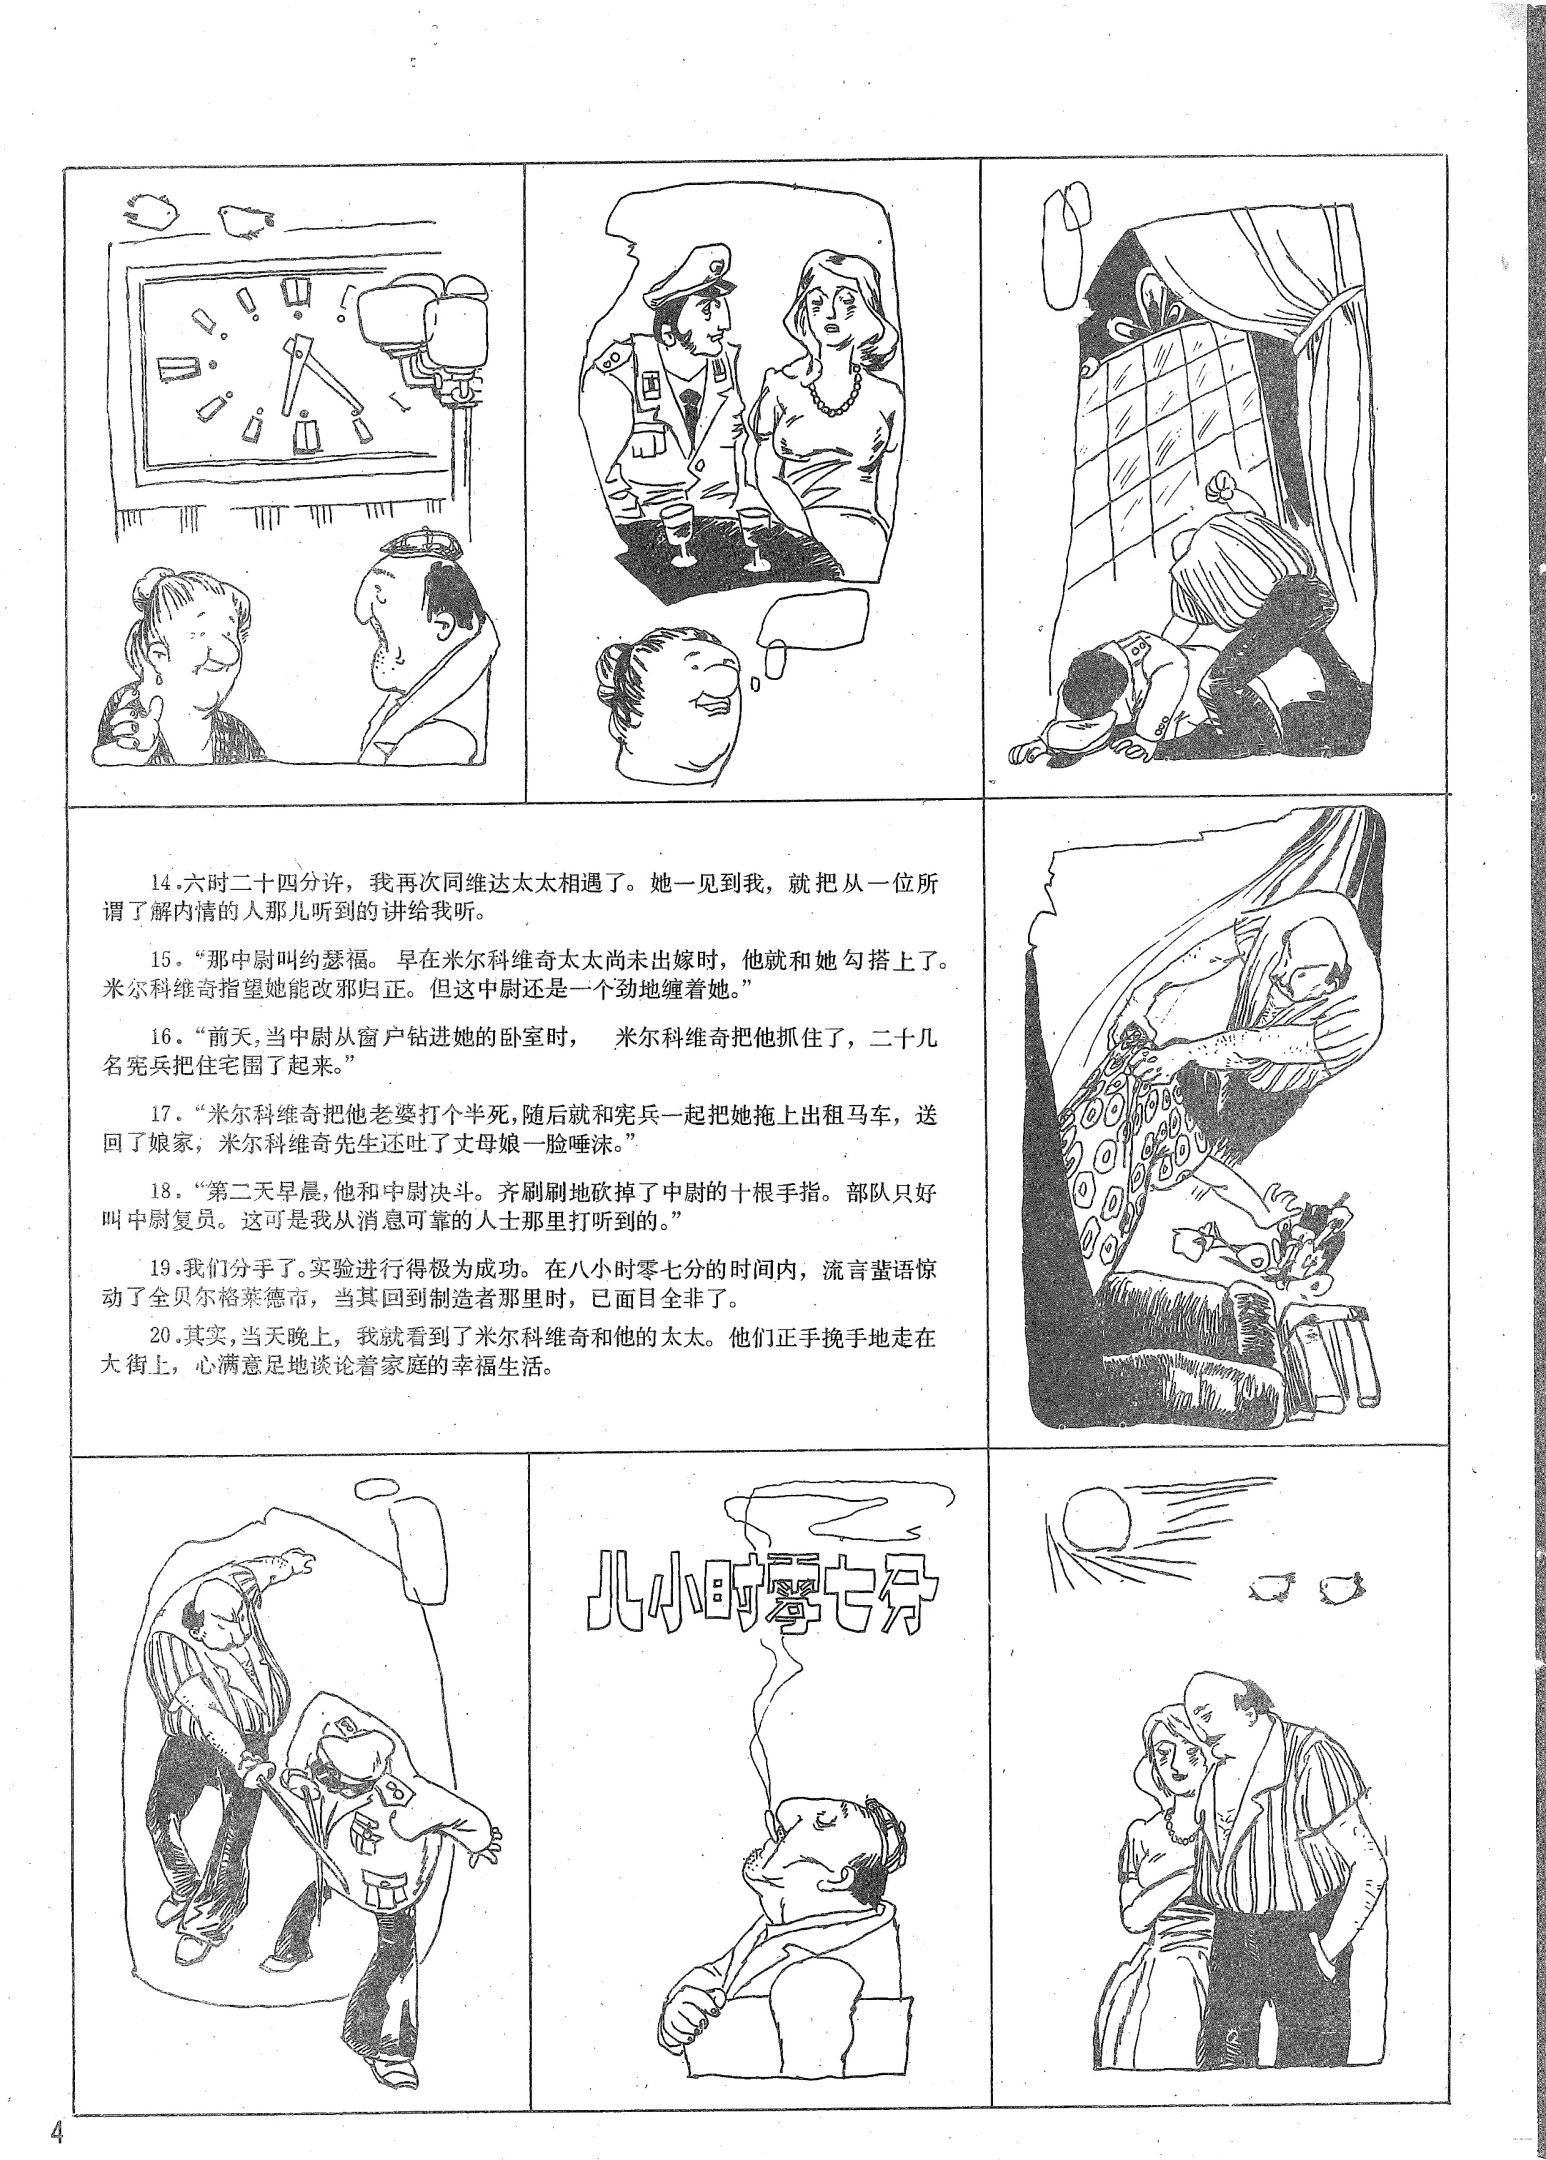 14.六时二十四分许，我再次同维达太太相遇了。她一见到我，就把从一位所
谓了解内情的人那儿听到的讲给我听。
15.“那中尉叫约瑟福。早在米尔科维奇太太尚未出嫁时，他就和她勾搭上了。
米尔科维奇指望她能改邪归正。但这中尉还是一个劲地缠着她。”
16.“前天，当中尉从窗户钻进她的卧室时， 米尔科维奇把他抓住了，二十几
名宪兵把住宅围了起来。”
17.“米尔科维奇把他老婆打个半死，随后就和宪兵一起把她拖上出租马车，送
回了娘家，米尔科维奇先生还吐了丈母娘一脸唾沫。”
18.“第二天早晨，他和中尉决斗。齐刷刷地砍掉了中尉的十根手指。部队只好
叫中尉复员。这可是我从消息可靠的人士那里打听到的。”
19.我们分手了。实验进行得极为成功。在八小时零七分的时间内，流言蜚语惊
动了全贝尔格莱德市，当其回到制造者那里时，已面目全非了。
20.其实，当天晚上，我就看到了米尔科维奇和他的太太。他们正手挽手地走在
大街上，心满意足地谈论着家庭的幸福生活。
八小时零七分
4